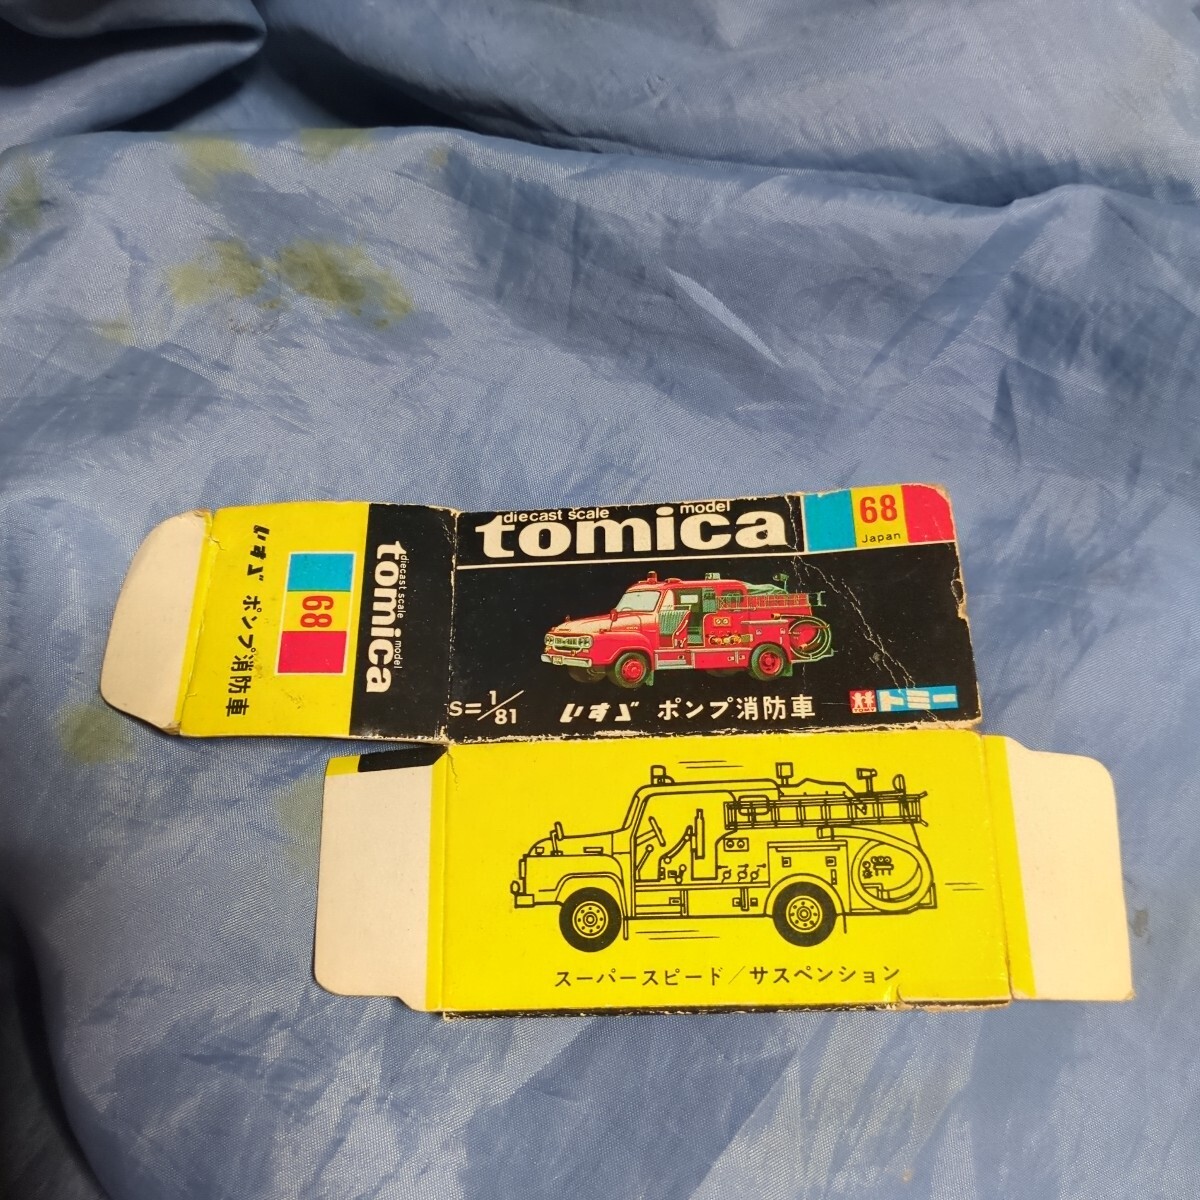 diecast scale model
tomica
68
Japan
S=1/81
いすゞ ポンプ消防車
TOMY トミー
いすゞ ポンプ消防車
68
diecast scale model
tomica
スーパースピード/サスペンション